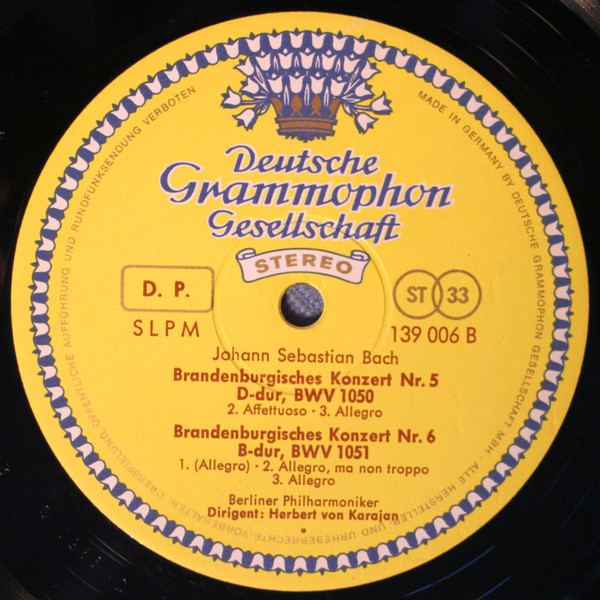 Deutsche
Grammophon
Gesellschaft
STEREO
D. P.
ST 33
SLPM
139 006 B
Johann Sebastian Bach
Brandenburgisches Konzert Nr. 5
D-dur, BWV 1050
2. Affettuoso · 3. Allegro
Brandenburgisches Konzert Nr. 6
B-dur, BWV 1051
1. (Allegro) · 2. Allegro, ma non troppo
3. Allegro
Berliner Philharmoniker
Dirigent: Herbert von Karajan
MADE IN GERMANY BY DEUTSCHE GRAMMOPHON GESELLSCHAFT MBH · ALLE HERSTELLER- UND URHEBERRECHTE VORBEHALTEN: ÜBERSPIELUNG, ÖFFENTLICHE AUFFÜHRUNG UND RUNDFUNKSENDUNG VERBOTEN